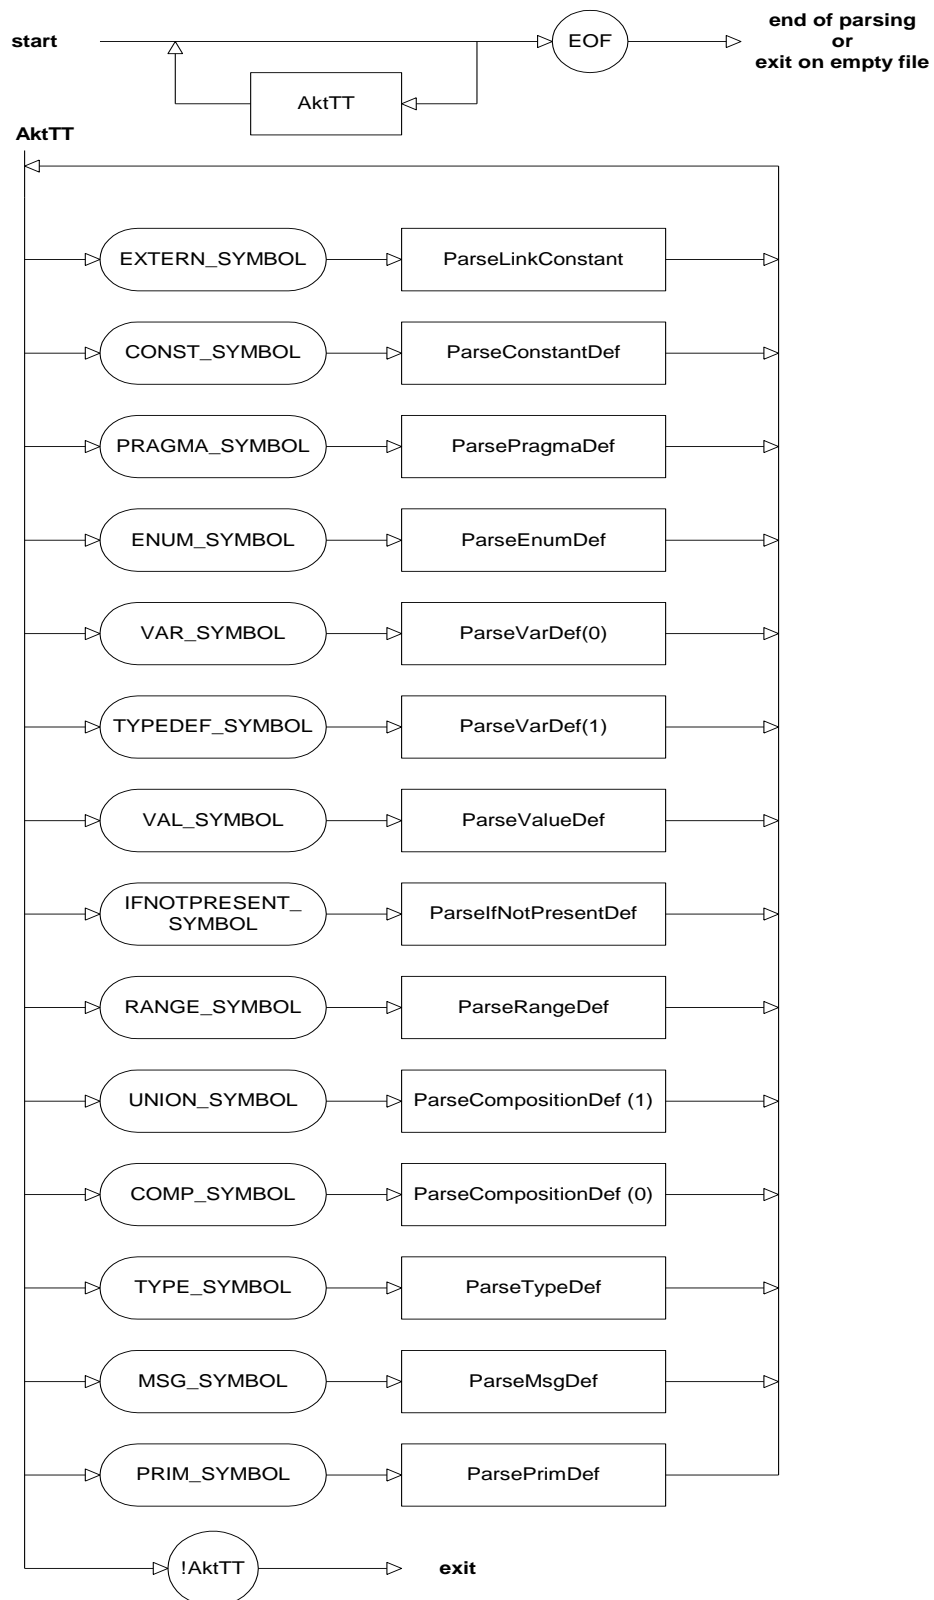 start
EOF
end of parsing
or
exit on empty file
AktTT
AktTT
EXTERN_SYMBOL
ParseLinkConstant
CONST_SYMBOL
ParseConstantDef
PRAGMA_SYMBOL
ParsePragmaDef
ENUM_SYMBOL
ParseEnumDef
VAR_SYMBOL
ParseVarDef(0)
TYPEDEF_SYMBOL
ParseVarDef(1)
VAL_SYMBOL
ParseValueDef
IFNOTPRESENT_
SYMBOL
ParseIfNotPresentDef
RANGE_SYMBOL
ParseRangeDef
UNION_SYMBOL
ParseCompositionDef (1)
COMP_SYMBOL
ParseCompositionDef (0)
TYPE_SYMBOL
ParseTypeDef
MSG_SYMBOL
ParseMsgDef
PRIM_SYMBOL
ParsePrimDef
!AktTT
exit